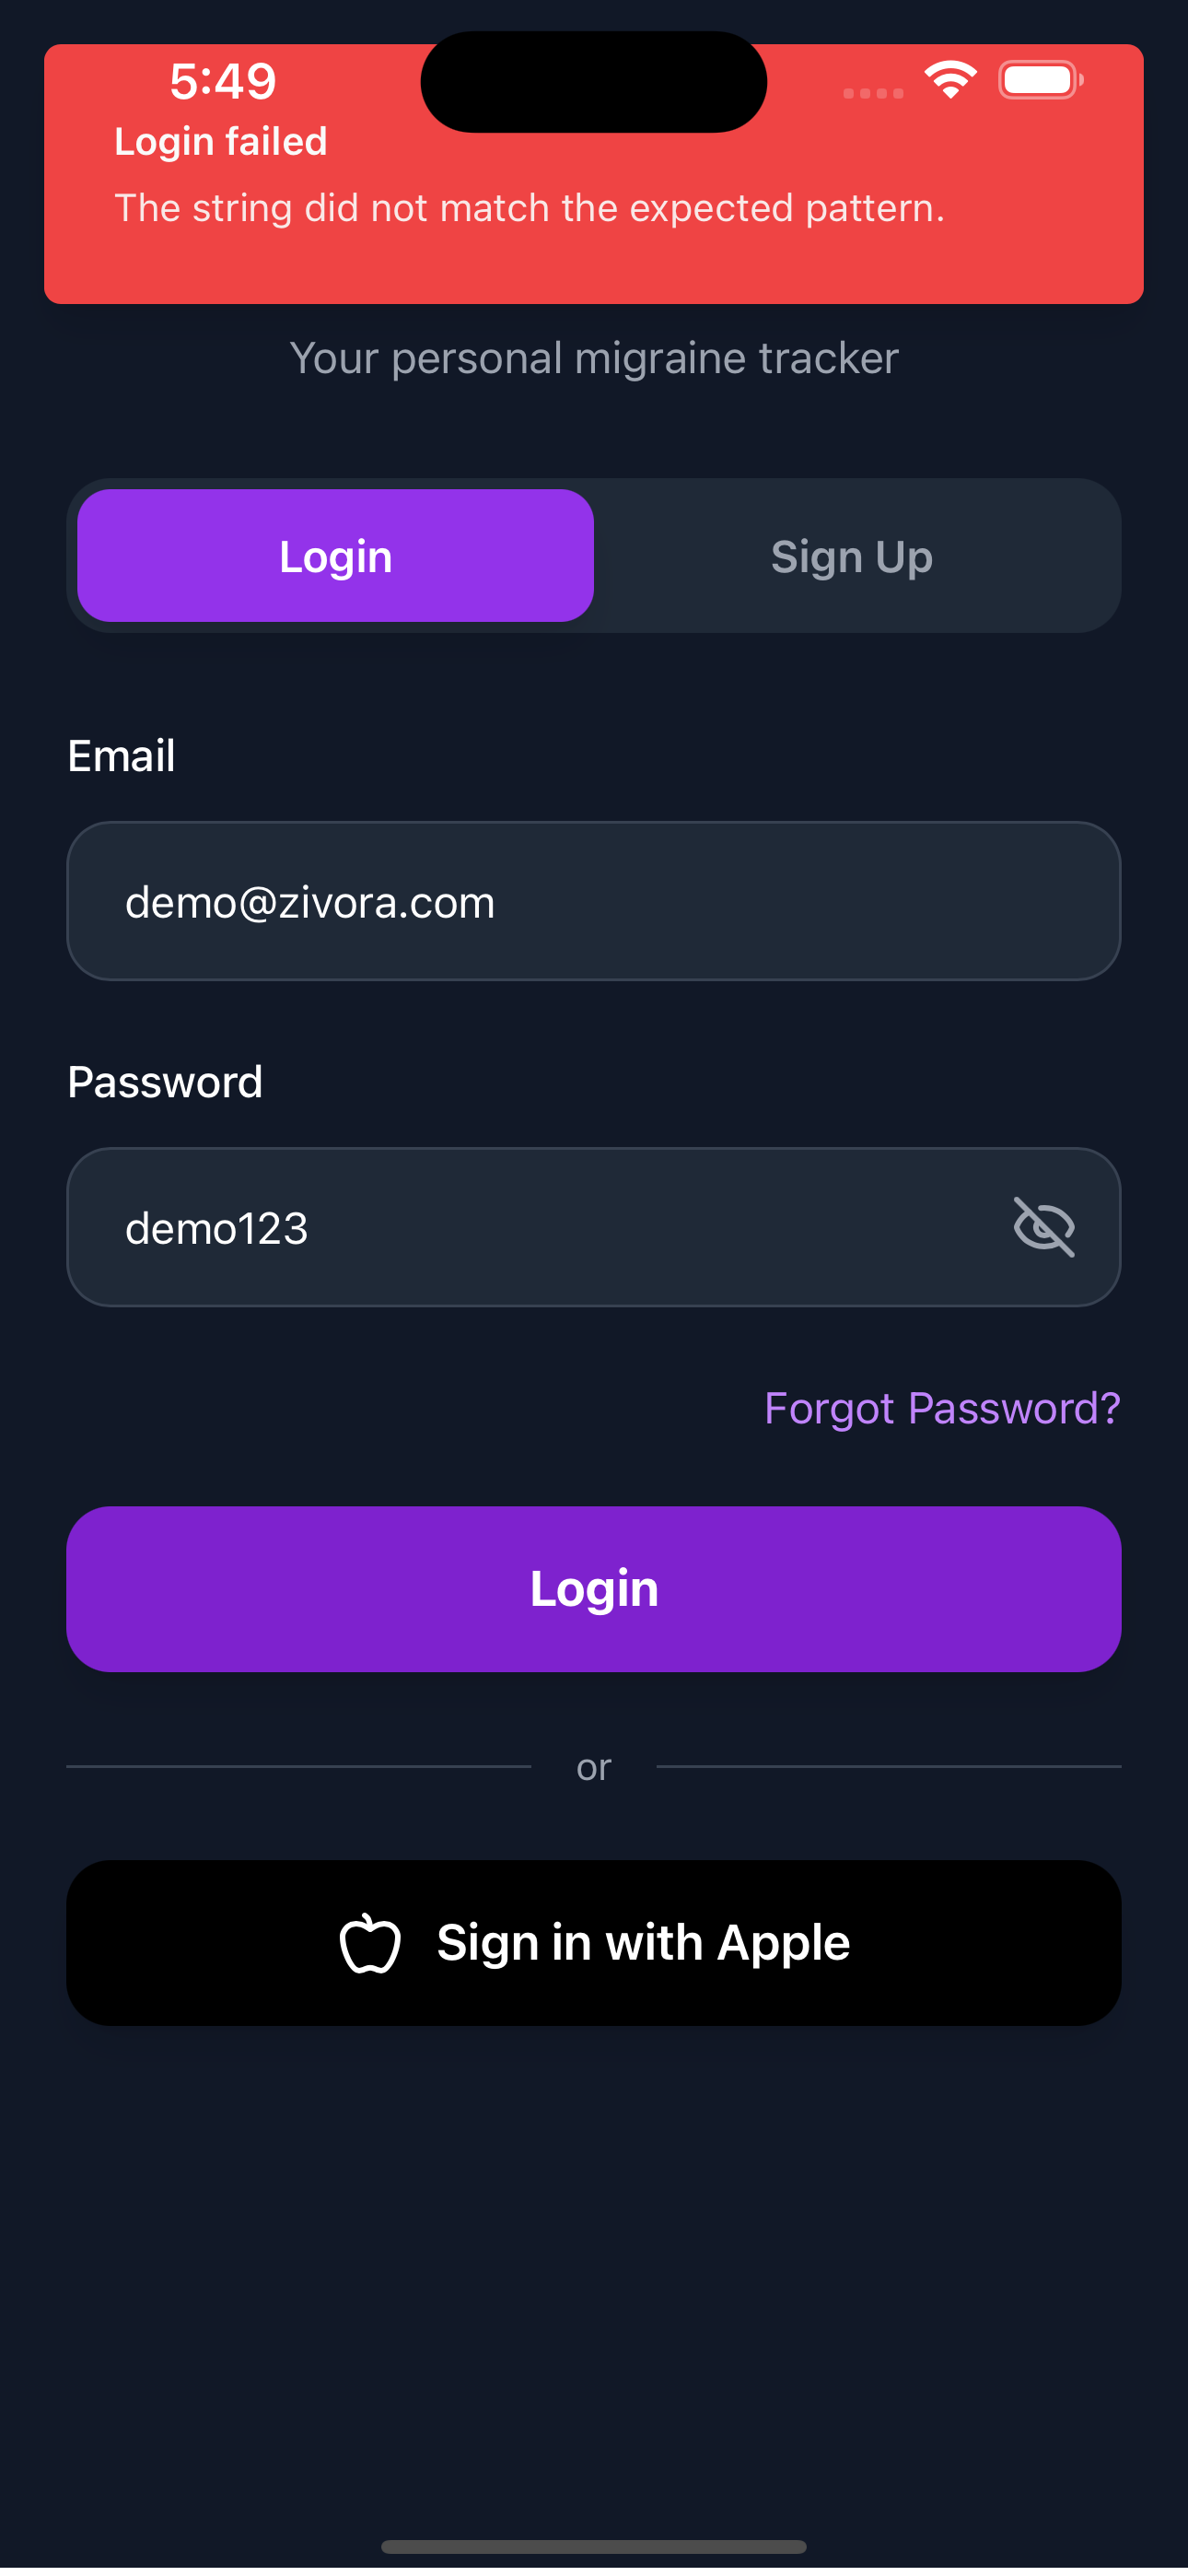 5:49
Login failed
The string did not match the expected pattern.
Your personal migraine tracker
Login
Sign Up
Email
demo@zivora.com
Password
demo123
Forgot Password?
Login
or
Sign in with Apple